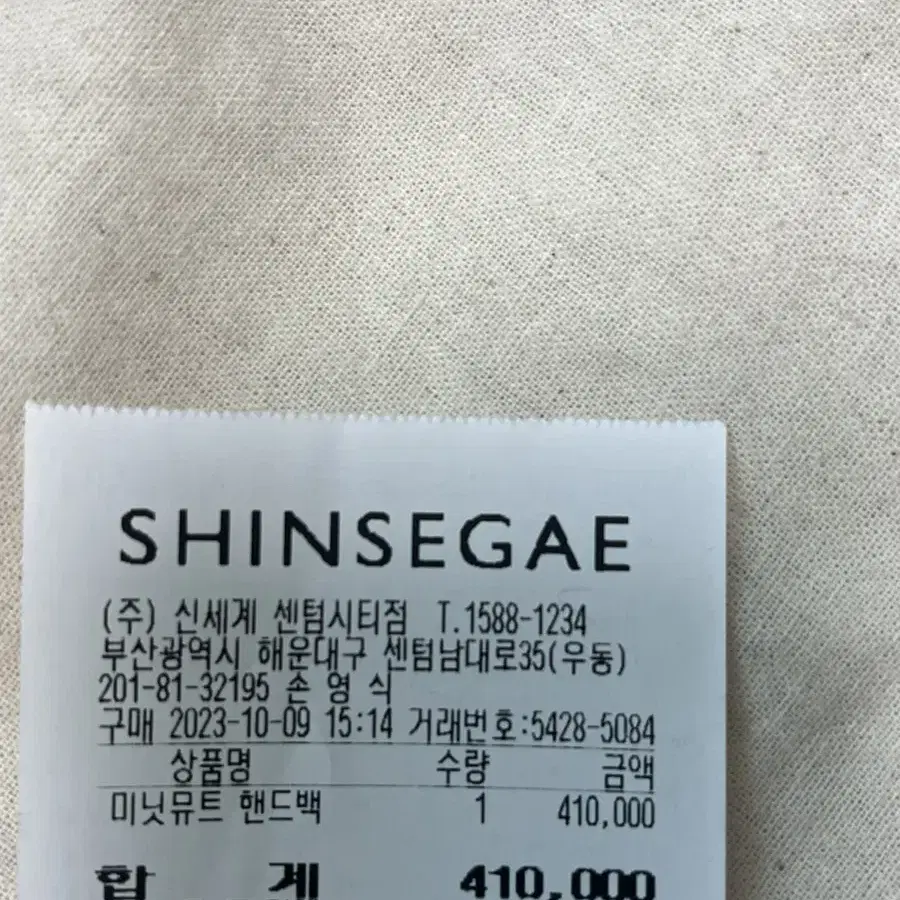 SHINSEGAE
(주) 신세계 센텀시티점 T.1588-1234
부산광역시 해운대구 센텀남대로35(우동)
201-81-32195 손 영 식
구매 2023-10-09 15:14 거래번호:5428-5084
상품명 수량 금액
미닛뮤트 핸드백 1 410,000
합 계 410,000